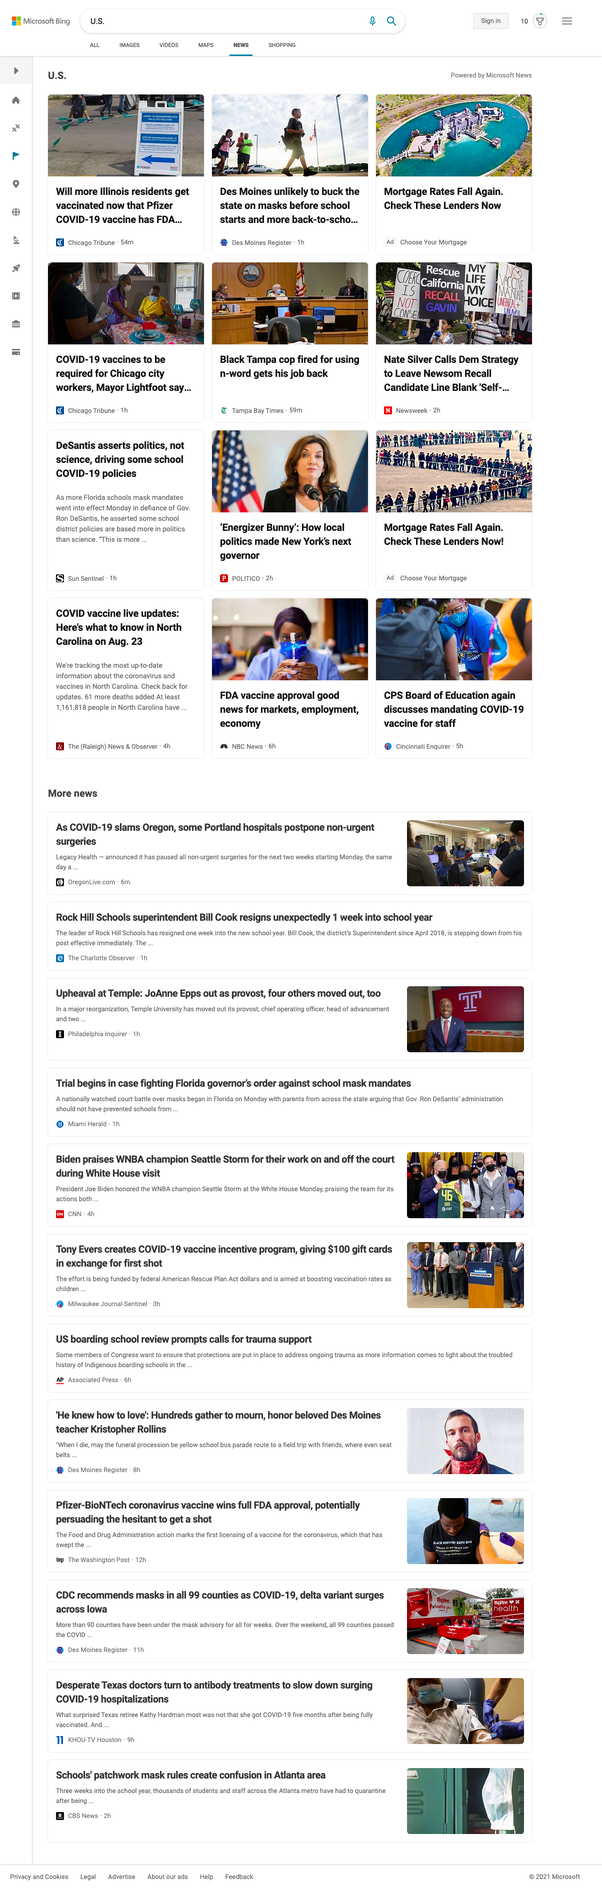 Microsoft Bing
U.S.
Sign in
10
ALL IMAGES VIDEOS MAPS NEWS SHOPPING
U.S.
Powered by Microsoft News
Will more Illinois residents get
vaccinated now that Pfizer
COVID-19 vaccine has FDA...
Chicago Tribune · 54m
Des Moines unlikely to buck the
state on masks before school
starts and more back-to-scho...
Des Moines Register · 1h
Mortgage Rates Fall Again.
Check These Lenders Now
Ad Choose Your Mortgage
COVID-19 vaccines to be
required for Chicago city
workers, Mayor Lightfoot say...
Chicago Tribune · 1h
Black Tampa cop fired for using
n-word gets his job back
Tampa Bay Times · 59m
Rescue
California
RECALL
GAVIN
MY
LIFE
MY
Nate Silver Calls Dem Strategy
to Leave Newsom Recall
Candidate Line Blank 'Self-...
Newsweek · 2h
DeSantis asserts politics, not
science, driving some school
COVID-19 policies
As more Florida schools mask mandates
went into effect Monday in defiance of Gov.
Ron DeSantis, he asserted some school
district policies are based more in politics
than science. “This is more ...
Sun Sentinel · 1h
‘Energizer Bunny’: How local
politics made New York’s next
governor
POLITICO · 2h
Mortgage Rates Fall Again.
Check These Lenders Now!
Ad Choose Your Mortgage
COVID vaccine live updates:
Here’s what to know in North
Carolina on Aug. 23
We're tracking the most up-to-date
information about the coronavirus and
vaccines in North Carolina. Check back for
updates. 61 more deaths added At least
1,161,818 people in North Carolina have ...
The (Raleigh) News & Observer · 4h
FDA vaccine approval good
news for markets, employment,
economy
NBC News · 6h
CPS Board of Education again
discusses mandating COVID-19
vaccine for staff
Cincinnati Enquirer · 5h
More news
As COVID-19 slams Oregon, some Portland hospitals postpone non-urgent
surgeries
Legacy Health — announced it has paused all non-urgent surgeries for the next two weeks starting Monday, the same
day a ...
OregonLive.com · 6m
Rock Hill Schools superintendent Bill Cook resigns unexpectedly 1 week into school year
The leader of Rock Hill Schools has resigned one week into the new school year. Bill Cook, the district's Superintendent since April 2018, is stepping down from his
post effective immediately. The ...
The Charlotte Observer · 1h
Upheaval at Temple: JoAnne Epps out as provost, four others moved out, too
In a major reorganization, Temple University has moved out its provost, chief operating officer, head of advancement
and two ...
Philadelphia Inquirer · 1h
Trial begins in case fighting Florida governor’s order against school mask mandates
A nationally watched court battle over masks began in Florida on Monday with parents from across the state arguing that Gov. Ron DeSantis’ administration
should not have prevented schools from ...
Miami Herald · 1h
Biden praises WNBA champion Seattle Storm for their work on and off the court
during White House visit
President Joe Biden honored the WNBA champion Seattle Storm at the White House Monday, praising the team for its
actions both ...
CNN · 4h
46
Tony Evers creates COVID-19 vaccine incentive program, giving $100 gift cards
in exchange for first shot
The effort is being funded by federal American Rescue Plan Act dollars and is aimed at boosting vaccination rates as
children ...
Milwaukee Journal-Sentinel · 3h
US boarding school review prompts calls for trauma support
Some members of Congress want to ensure that protections are put in place to address ongoing trauma as more information comes to light about the troubled
history of Indigenous boarding schools in the ...
AP Associated Press · 6h
'He knew how to love': Hundreds gather to mourn, honor beloved Des Moines
teacher Kristopher Rollins
"When I die, may the funeral procession be yellow school bus parade route to a field trip with friends, where even seat
belts ...
Des Moines Register · 8h
Pfizer-BioNTech coronavirus vaccine wins full FDA approval, potentially
persuading the hesitant to get a shot
The Food and Drug Administration action marks the first licensing of a vaccine for the coronavirus, which that has
swept the ...
wp The Washington Post · 12h
CDC recommends masks in all 99 counties as COVID-19, delta variant surges
across Iowa
More than 90 counties have been under the mask advisory for all for weeks. Over the weekend, all 99 counties passed
the COVID ...
Des Moines Register · 11h
health
Desperate Texas doctors turn to antibody treatments to slow down surging
COVID-19 hospitalizations
What surprised Texas retiree Kathy Hardman most was not that she got COVID-19 five months after being fully
vaccinated. And ...
11 KHOU-TV Houston · 9h
Schools' patchwork mask rules create confusion in Atlanta area
Three weeks into the school year, thousands of students and staff across the Atlanta metro have had to quarantine
after being ...
CBS News · 2h
Privacy and Cookies Legal Advertise About our ads Help Feedback
© 2021 Microsoft